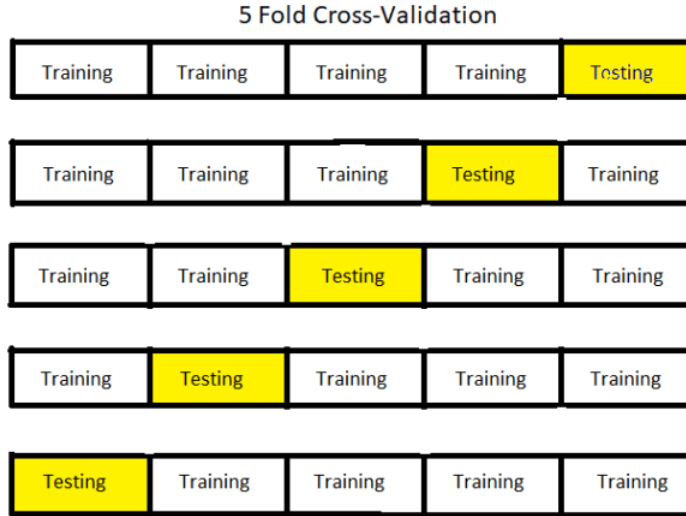 5 Fold Cross-Validation
Training Training Training Training Testing
Training Training Training Testing Training
Training Training Testing Training Training
Training Testing Training Training Training
Testing Training Training Training Training